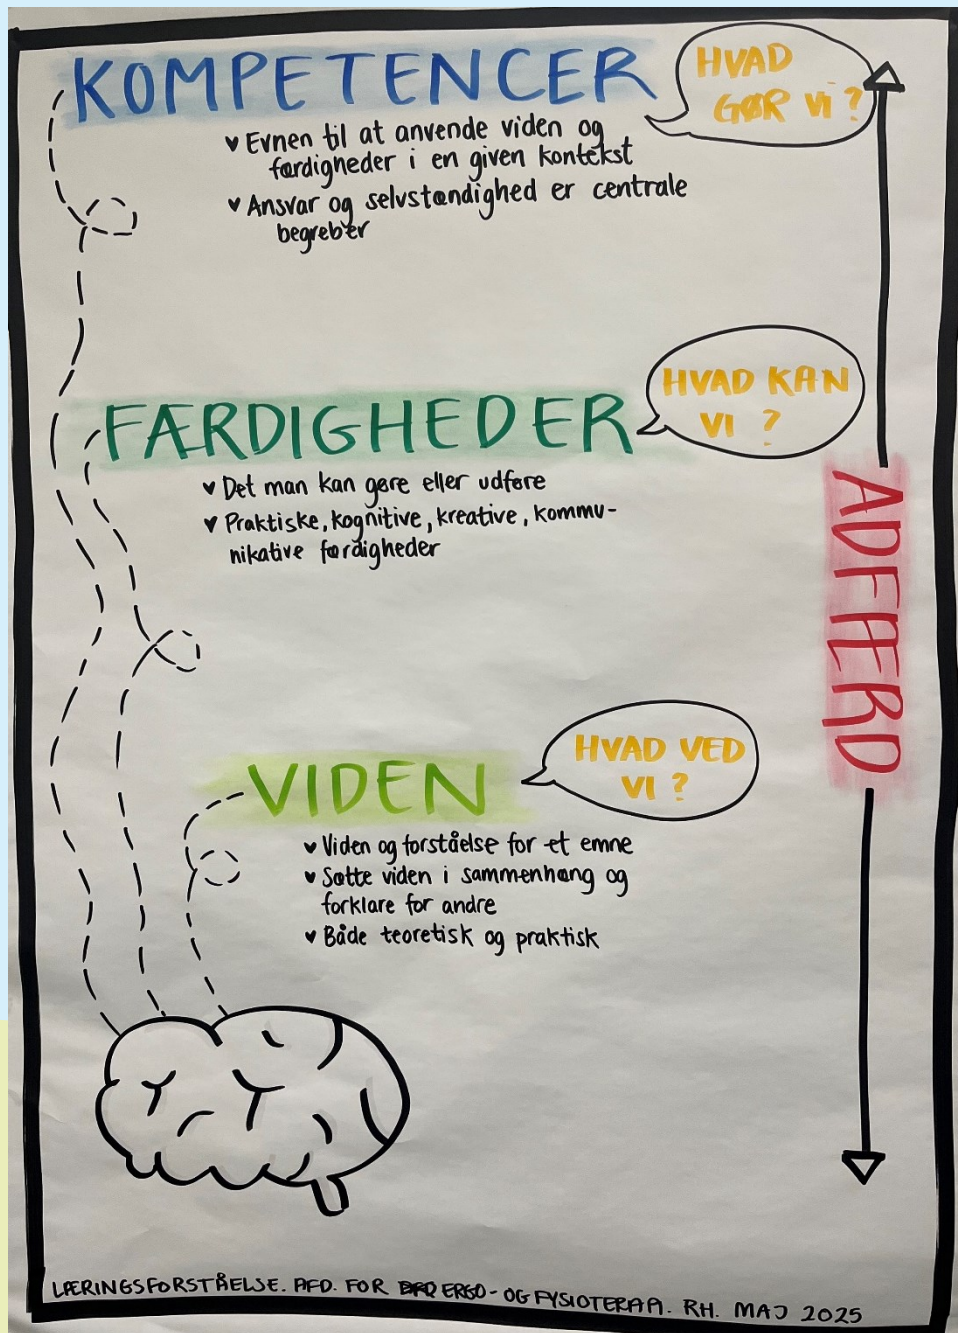 KOMPETENCER
HVAD
GØR Vi ?
♥ Evnen til at anvende viden og
færdigheder i en given kontekst
♥ Ansvar og selvstændighed er centrale
begreber
FÆRDIGHEDER
HVAD KAN
VI ?
♥ Det man kan gøre eller udføre
♥ Praktiske, kognitive, kreative, kommu-
nikative færdigheder
ADFÆRD
VIDEN
HVAD VED
VI ?
♥ Viden og forståelse for et emne
♥ Sætte viden i sammenhæng og
forklare for andre
♥ Både teoretisk og praktisk
LÆRINGSFORSTÅELSE. AFD. FOR ERGO- OG FYSIOTERAPI. RH. MAJ 2025